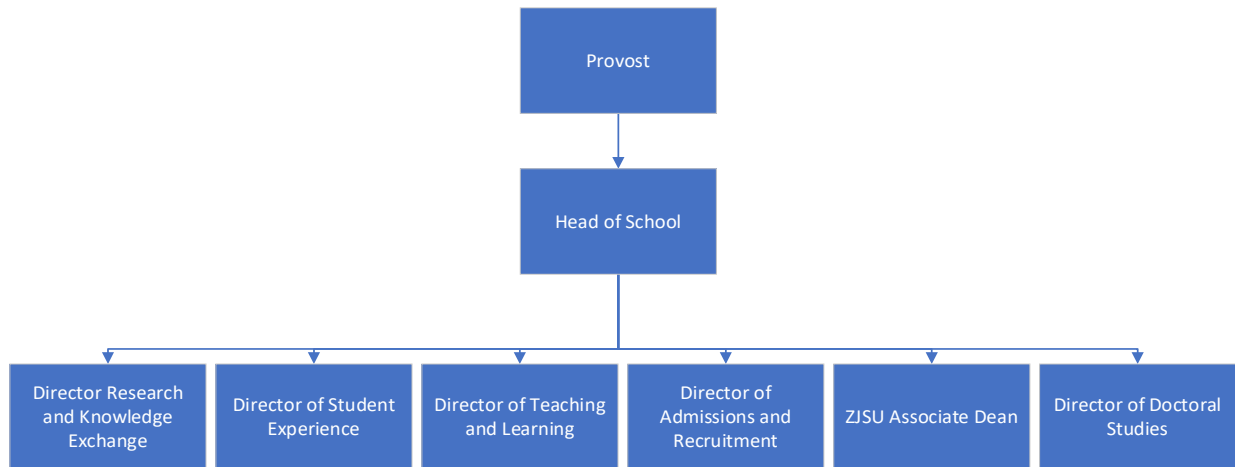 Provost
Head of School
Director Research
and Knowledge
Exchange
Director of Student
Experience
Director of Teaching
and Learning
Director of
Admissions and
Recruitment
ZJSU Associate Dean
Director of Doctoral
Studies